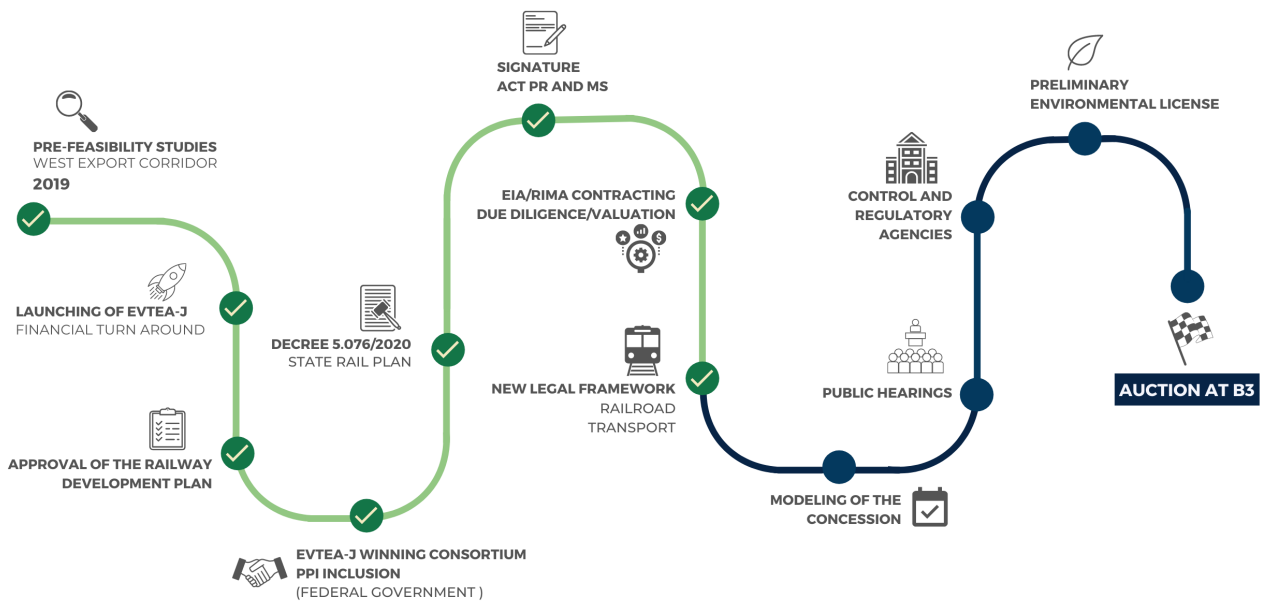 PRE-FEASIBILITY STUDIES
WEST EXPORT CORRIDOR
2019
LAUNCHING OF EVTEA-J
FINANCIAL TURN AROUND
APPROVAL OF THE RAILWAY
DEVELOPMENT PLAN
EVTEA-J WINNING CONSORTIUM
PPI INCLUSION
(FEDERAL GOVERNMENT )
DECREE 5.076/2020
STATE RAIL PLAN
SIGNATURE
ACT PR AND MS
EIA/RIMA CONTRACTING
DUE DILIGENCE/VALUATION
$
NEW LEGAL FRAMEWORK
RAILROAD
TRANSPORT
MODELING OF THE
CONCESSION
PUBLIC HEARINGS
CONTROL AND
REGULATORY
AGENCIES
PRELIMINARY
ENVIRONMENTAL LICENSE
AUCTION AT B3